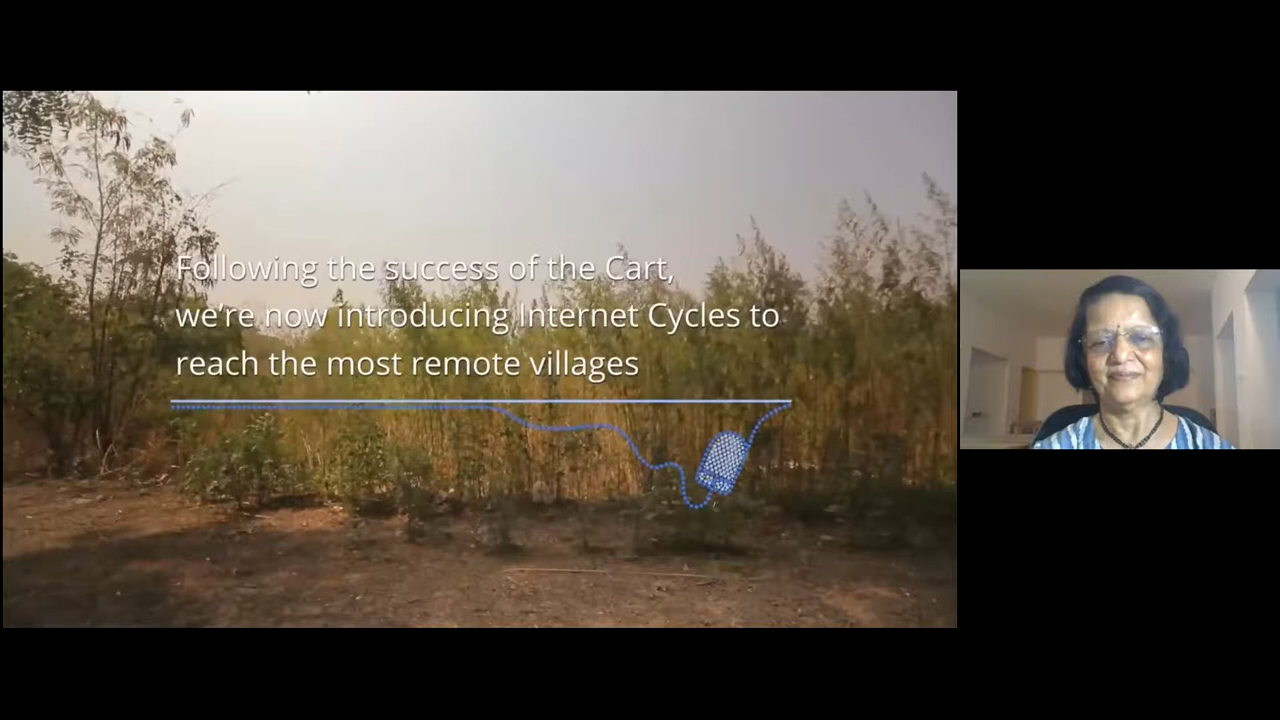 Following the success of the Cart,
we're now introducing Internet Cycles to
reach the most remote villages